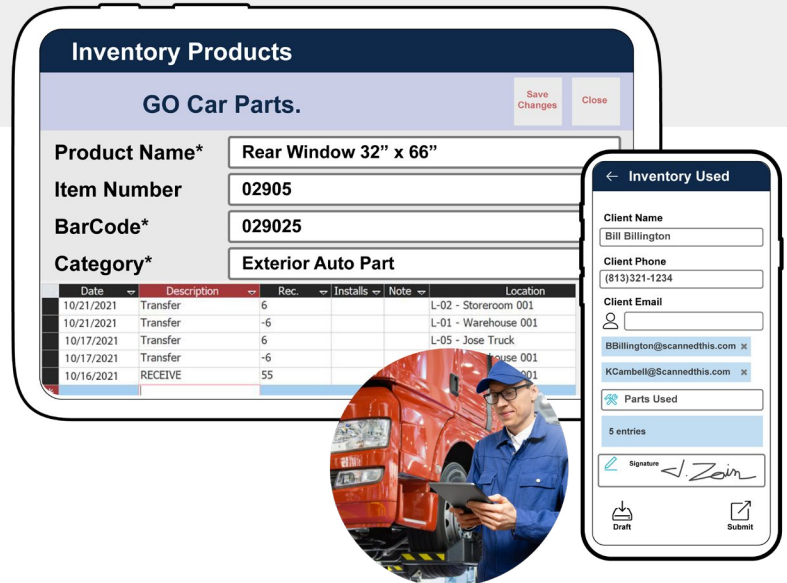 Inventory Products
GO Car Parts.
Save
Changes
Close
Product Name* Rear Window 32” x 66”
Item Number 02905
BarCode* 029025
Category* Exterior Auto Part
Date Description Rec. Installs Note Location
10/21/2021 Transfer 6 L-02 - Storeroom 001
10/21/2021 Transfer -6 L-01 - Warehouse 001
10/17/2021 Transfer 6 L-05 - Jose Truck
10/17/2021 Transfer -6 001
10/16/2021 RECEIVE 55 001
← Inventory Used
Client Name
Bill Billington
Client Phone
(813)321-1234
Client Email
BBillington@scannedthis.com ×
KCambell@Scannedthis.com ×
Parts Used
5 entries
Signature J. Zain
Draft
Submit